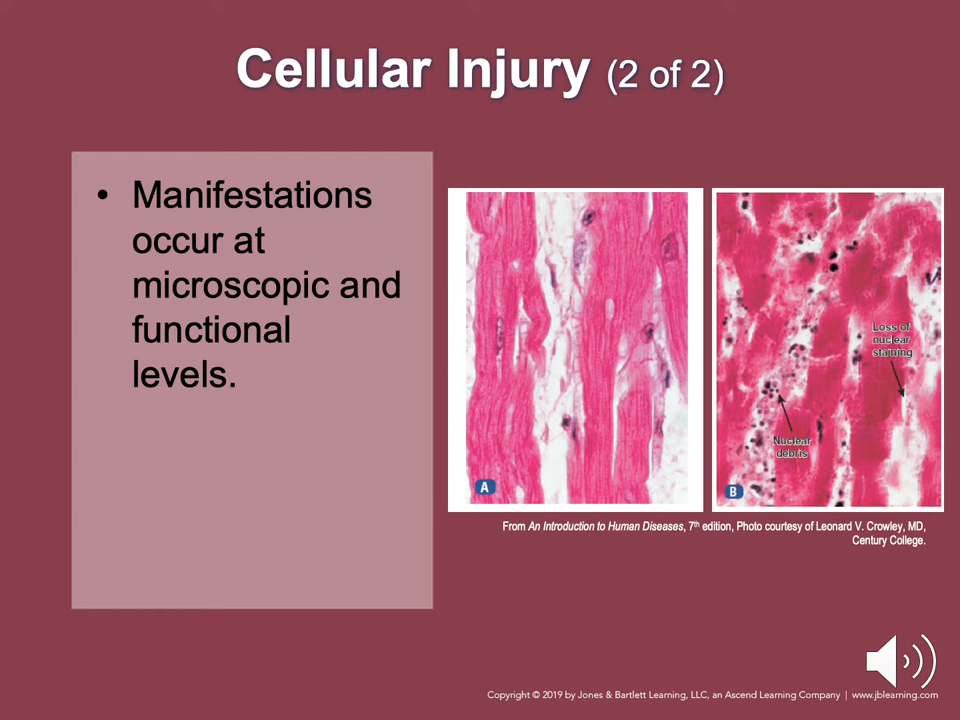 Cellular Injury (2 of 2)
• Manifestations
occur at
microscopic and
functional
levels.
A
Nuclear
debris
Loss of
nuclear
staining
B
From An Introduction to Human Diseases, 7th edition, Photo courtesy of Leonard V. Crowley, MD,
Century College.
Copyright © 2019 by Jones & Bartlett Learning, LLC, an Ascend Learning Company | www.jblearning.com